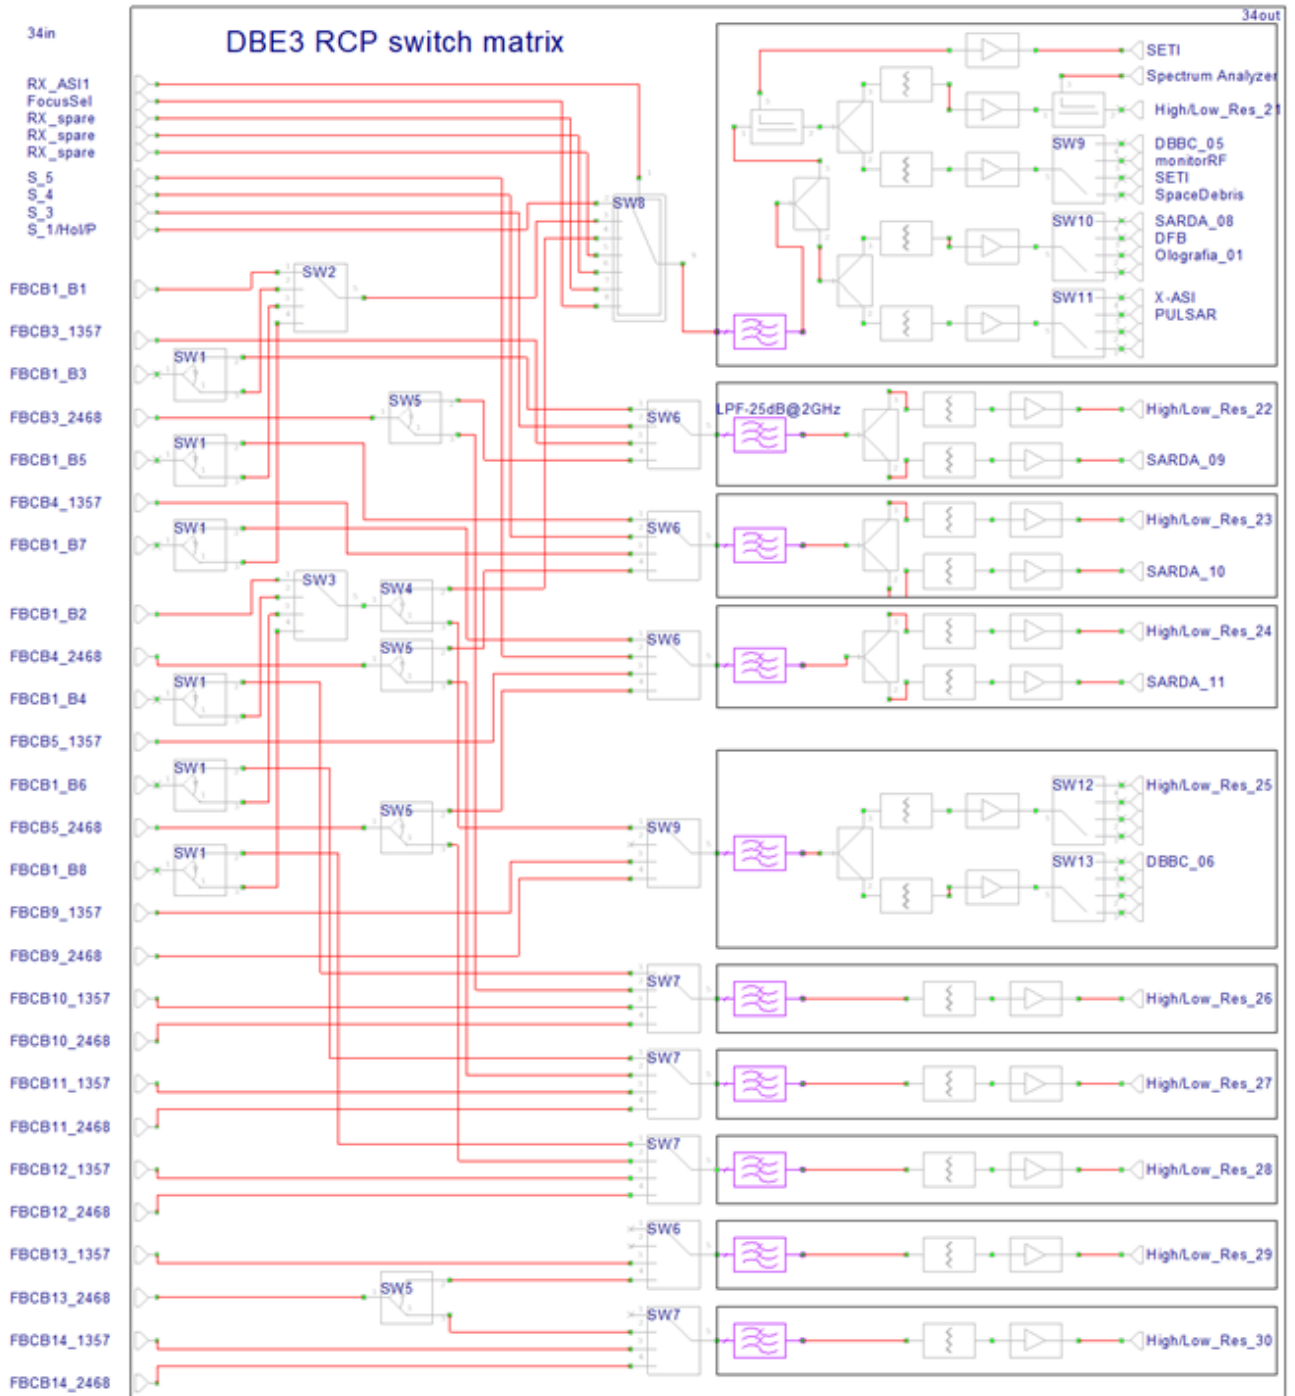 34in
DBE3 RCP switch matrix
34out
RX_ASI1
FocusSel
RX_spare
RX_spare
RX_spare
S_5
S_4
S_3
S_1/Hol/P
FBCB1_B1
FBCB3_1357
FBCB1_B3
FBCB3_2468
FBCB1_B5
FBCB4_1357
FBCB1_B7
FBCB1_B2
FBCB4_2468
FBCB1_B4
FBCB5_1357
FBCB1_B6
FBCB5_2468
FBCB1_B8
FBCB9_1357
FBCB9_2468
FBCB10_1357
FBCB10_2468
FBCB11_1357
FBCB11_2468
FBCB12_1357
FBCB12_2468
FBCB13_1357
FBCB13_2468
FBCB14_1357
FBCB14_2468
SW1
SW1
SW1
SW1
SW1
SW1
SW2
SW3
SW5
SW4
SW5
SW5
SW5
SW8
SW6
SW6
SW6
SW9
SW7
SW7
SW7
SW6
SW7
SETI
Spectrum Analyzer
High/Low_Res_21
SW9
DBBC_05
monitorRF
SETI
SpaceDebris
SW10
SARDA_08
DFB
Olografia_01
SW11
X-ASI
PULSAR
LPF-25dB@2GHz
High/Low_Res_22
SARDA_09
High/Low_Res_23
SARDA_10
High/Low_Res_24
SARDA_11
SW12
High/Low_Res_25
SW13
DBBC_06
High/Low_Res_26
High/Low_Res_27
High/Low_Res_28
High/Low_Res_29
High/Low_Res_30